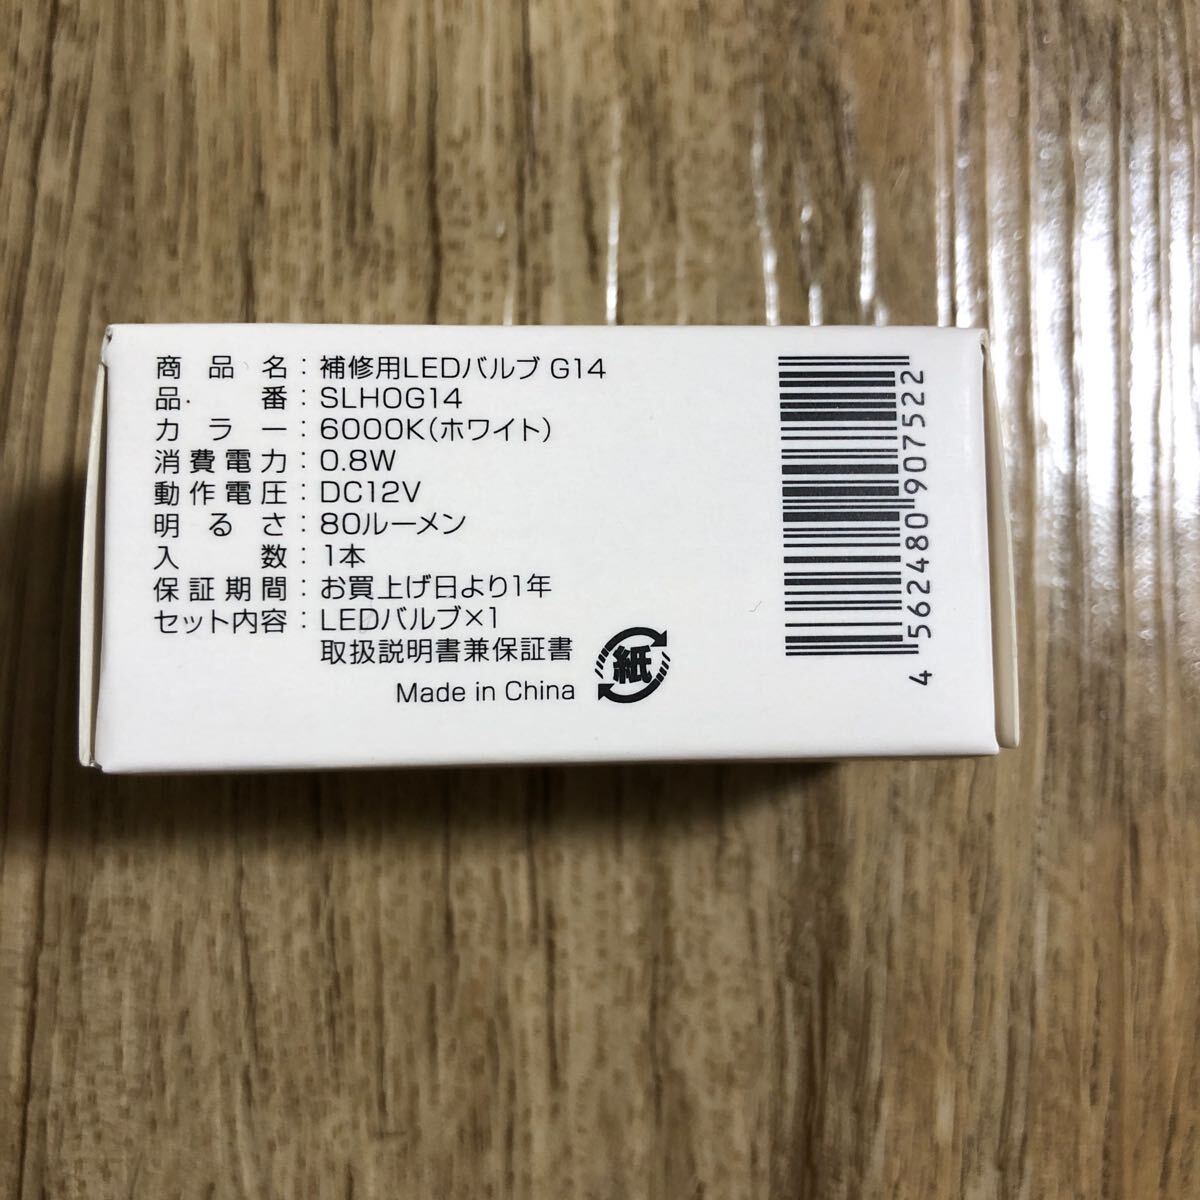 商品名：補修用LEDバルブ G14
品番：SLHOG14
カラー：6000K（ホワイト）
消費電力：0.8W
動作電圧：DC12V
明るさ：80ルーメン
入数：1本
保証期間：お買上げ日より1年
セット内容：LEDバルブ×1
取扱説明書兼保証書
Made in China
紙
4 562480 907522